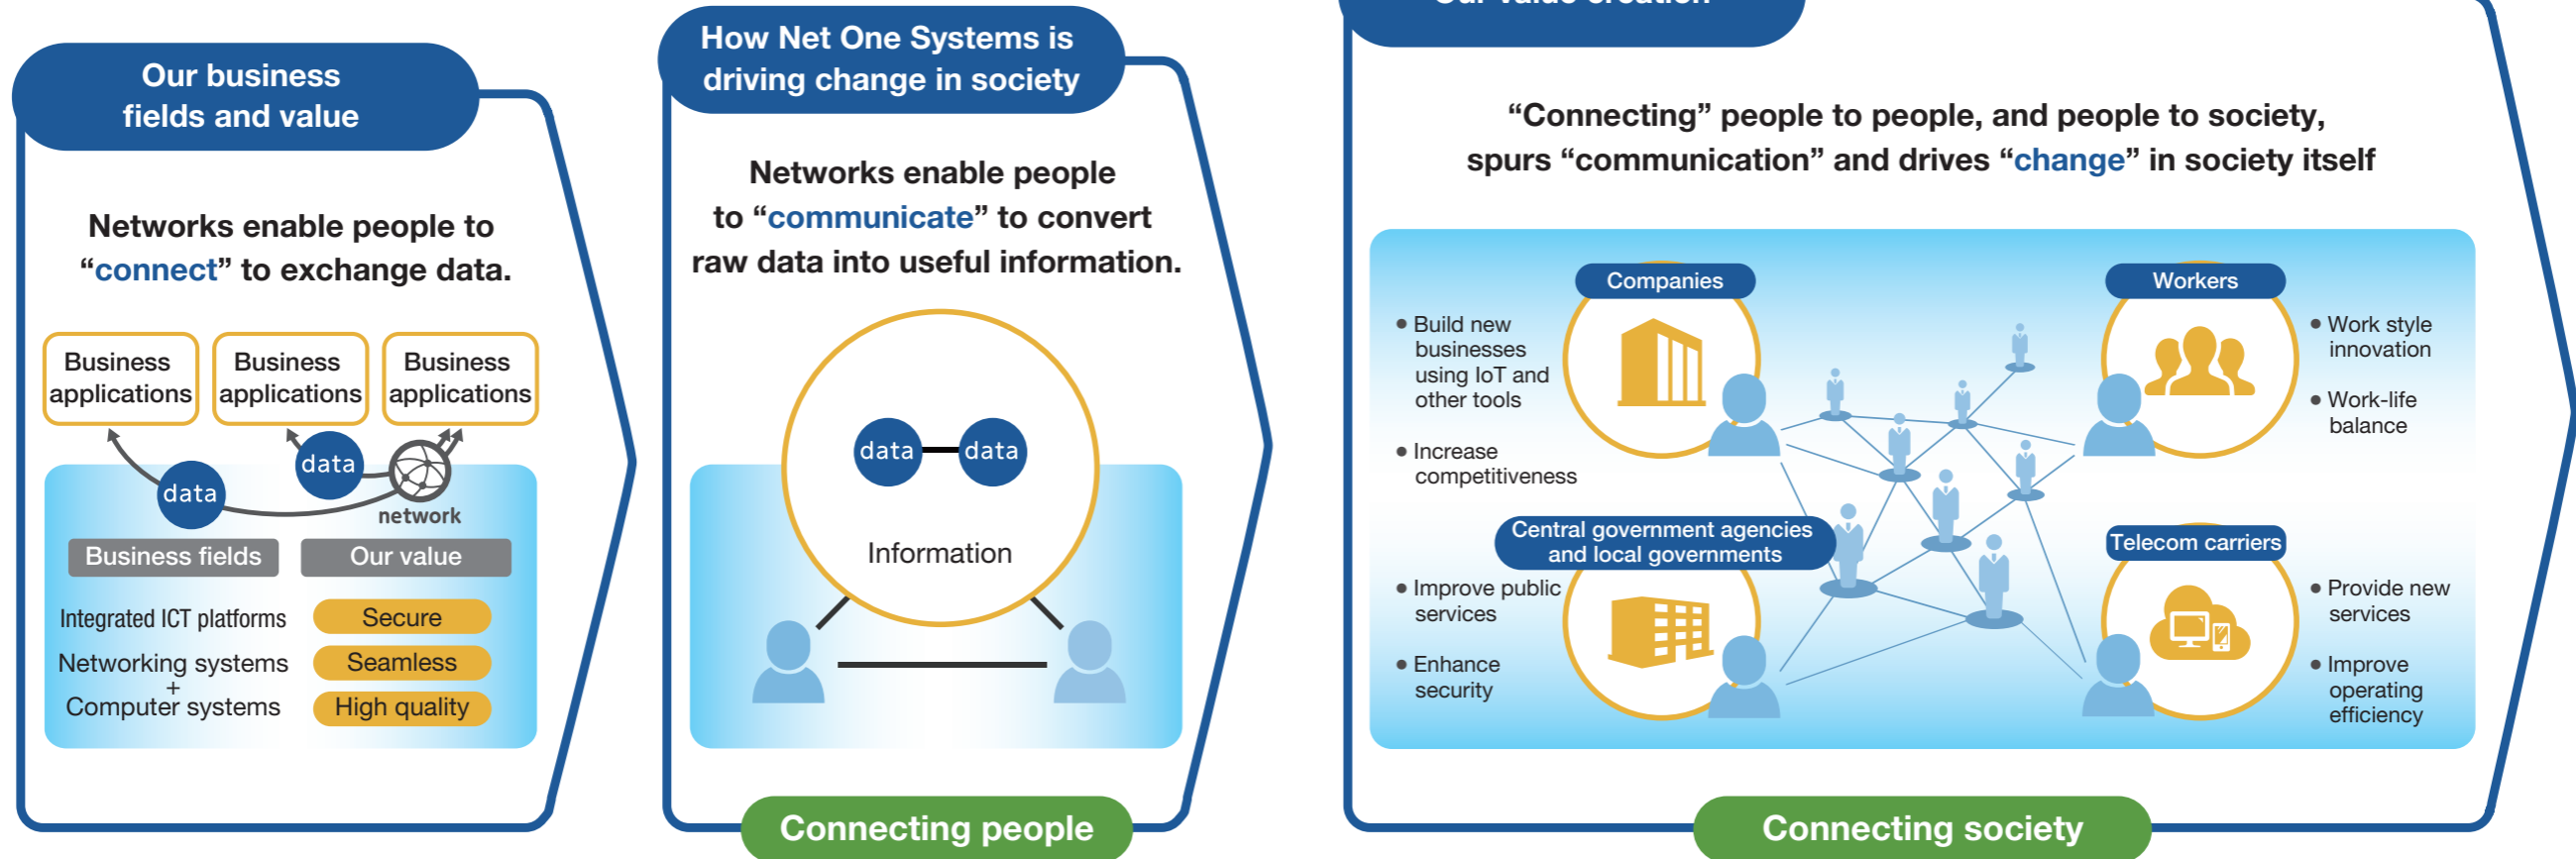 Our business
fields and value
Networks enable people to
“connect” to exchange data.
Business
applications
Business
applications
Business
applications
data
data
network
Business fields
Our value
Integrated ICT platforms
Networking systems
+
Computer systems
Secure
Seamless
High quality
How Net One Systems is
driving change in society
Networks enable people
to “communicate” to convert
raw data into useful information.
data
data
Information
Connecting people
Our value creation
“Connecting” people to people, and people to society,
spurs “communication” and drives “change” in society itself
Companies
• Build new
businesses
using IoT and
other tools
• Increase
competitiveness
Workers
• Work style
innovation
• Work-life
balance
Central government agencies
and local governments
• Improve public
services
• Enhance
security
Telecom carriers
• Provide new
services
• Improve
operating
efficiency
Connecting society